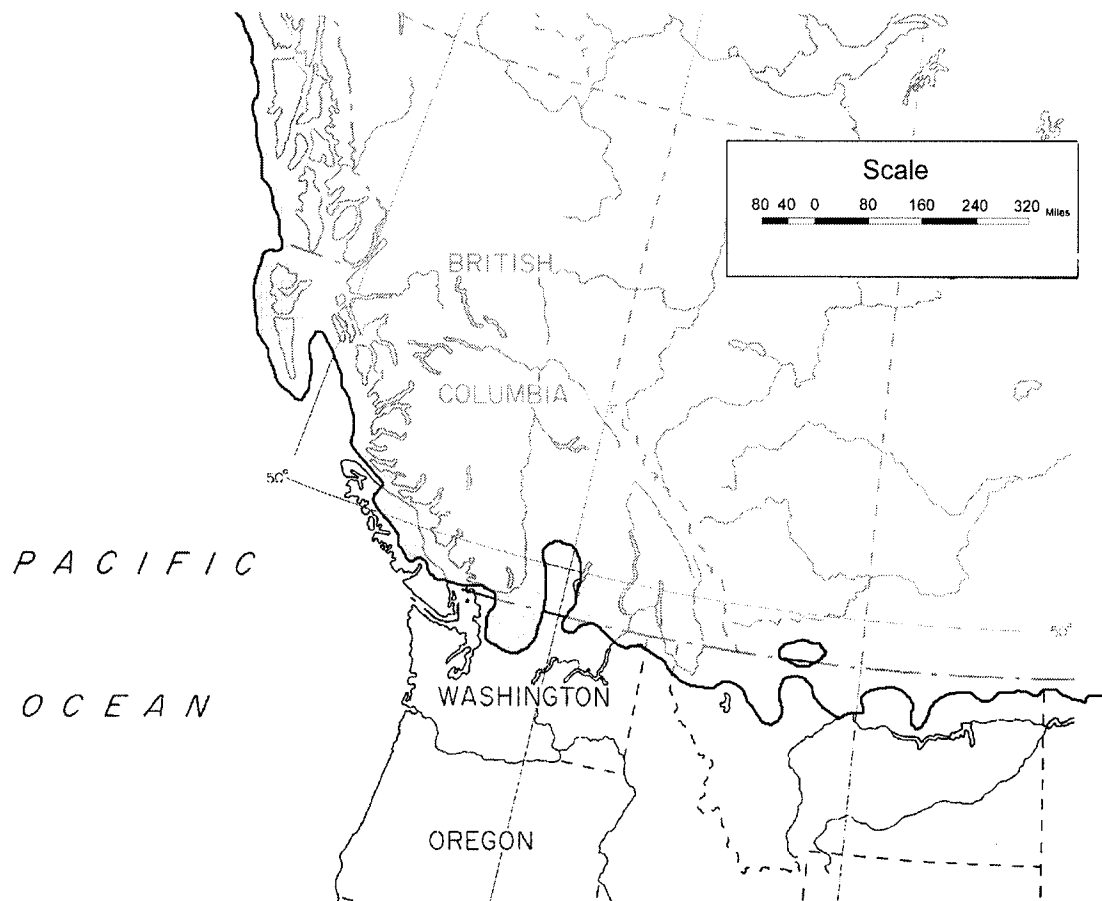 Scale
80 40 0 80 160 240 320 Miles
BRITISH
COLUMBIA
50°
PACIFIC
50°
WASHINGTON
OCEAN
OREGON